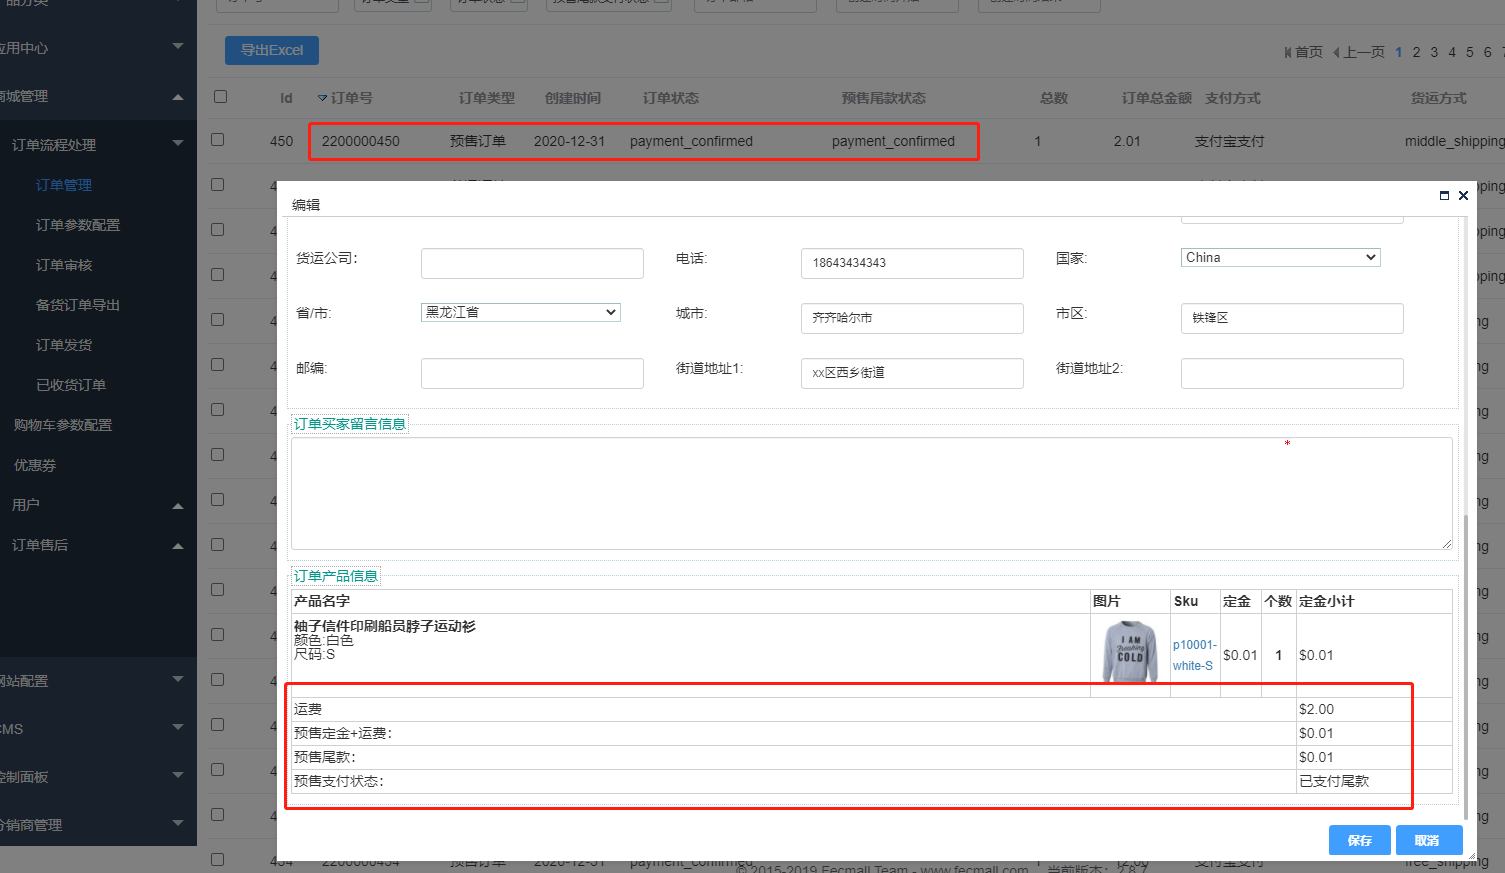 品分类
应用中心
商城管理
订单流程处理
订单管理
订单参数配置
订单审核
备货订单导出
订单发货
已收货订单
购物车参数配置
优惠券
用户
订单售后
网站配置
CMS
控制面板
分销商管理
导出Excel
首页 上一页 1 2 3 4 5 6 7
Id 订单号 订单类型 创建时间 订单状态 预售尾款状态 总数 订单总金额 支付方式 货运方式
450 2200000450 预售订单 2020-12-31 payment_confirmed payment_confirmed 1 2.01 支付宝支付 middle_shipping
编辑
货运公司: 电话: 18643434343 国家: China
省/市: 黑龙江省 城市: 齐齐哈尔市 市区: 铁锋区
邮编: 街道地址1: xx区西乡街道 街道地址2:
订单买家留言信息
*
订单产品信息
产品名字 图片 Sku 定金 个数 定金小计
袖子信件印刷船员脖子运动衫
颜色:白色
尺码:S
I AM
Freaking
COLD
p10001-
white-S
$0.01 1 $0.01
运费 $2.00
预售定金+运费: $0.01
预售尾款: $0.01
预售支付状态: 已支付尾款
保存 取消
434 2200000434 预售订单 2020-12-31 payment_confirmed 1 支付宝支付 free_shipping
© 2015-2019 Fecmall Team - www.fecmall.com 当前版本: 2.8.7